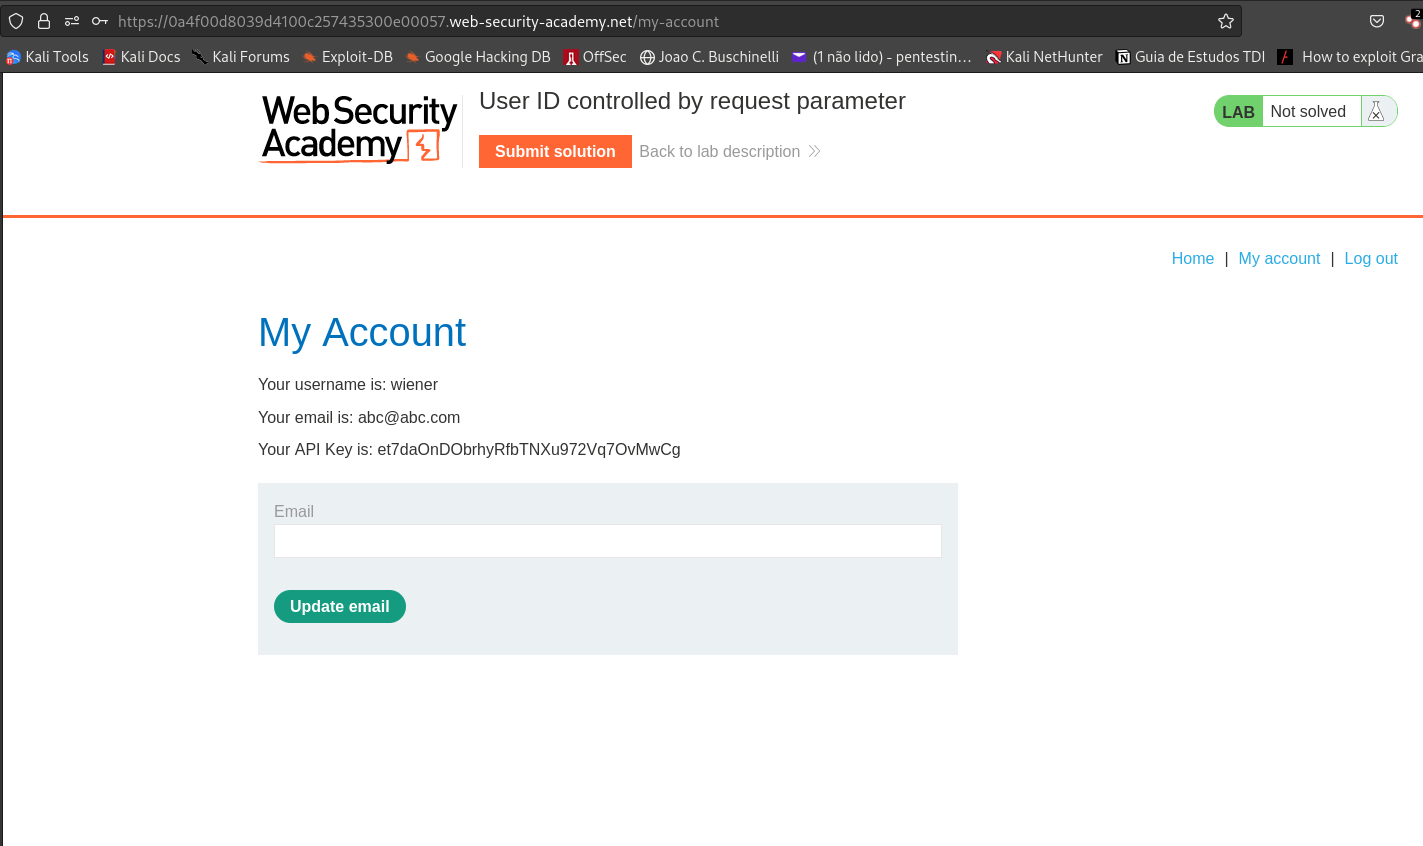 https://0a4f00d8039d4100c257435300e00057.web-security-academy.net/my-account
2
Kali Tools Kali Docs Kali Forums Exploit-DB Google Hacking DB OffSec Joao C. Buschinelli (1 não lido) - pentestin… Kali NetHunter Guia de Estudos TDI How to exploit Gra
Web Security
Academy
User ID controlled by request parameter
LAB Not solved
Submit solution Back to lab description
Home | My account | Log out
My Account
Your username is: wiener
Your email is: abc@abc.com
Your API Key is: et7daOnDObrhyRfbTNXu972Vq7OvMwCg
Email
Update email